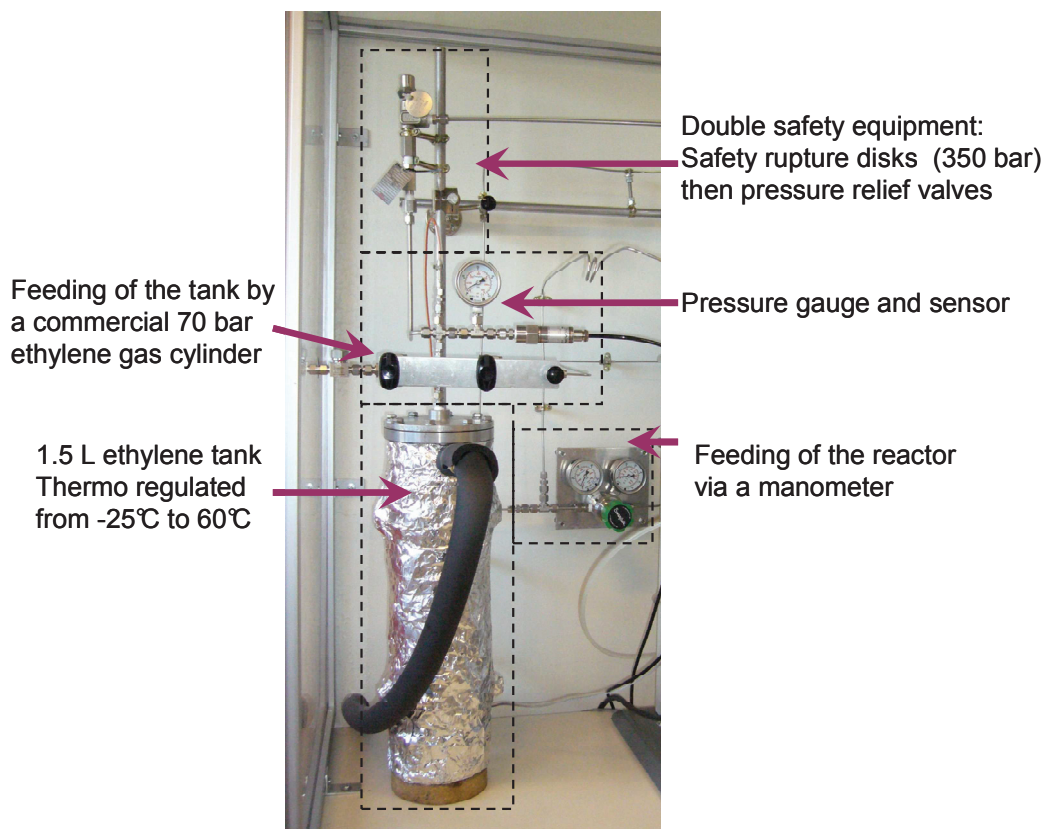 Double safety equipment:
Safety rupture disks (350 bar)
then pressure relief valves
Feeding of the tank by
a commercial 70 bar
ethylene gas cylinder
Pressure gauge and sensor
1.5 L ethylene tank
Thermo regulated
from -25°C to 60°C
Feeding of the reactor
via a manometer